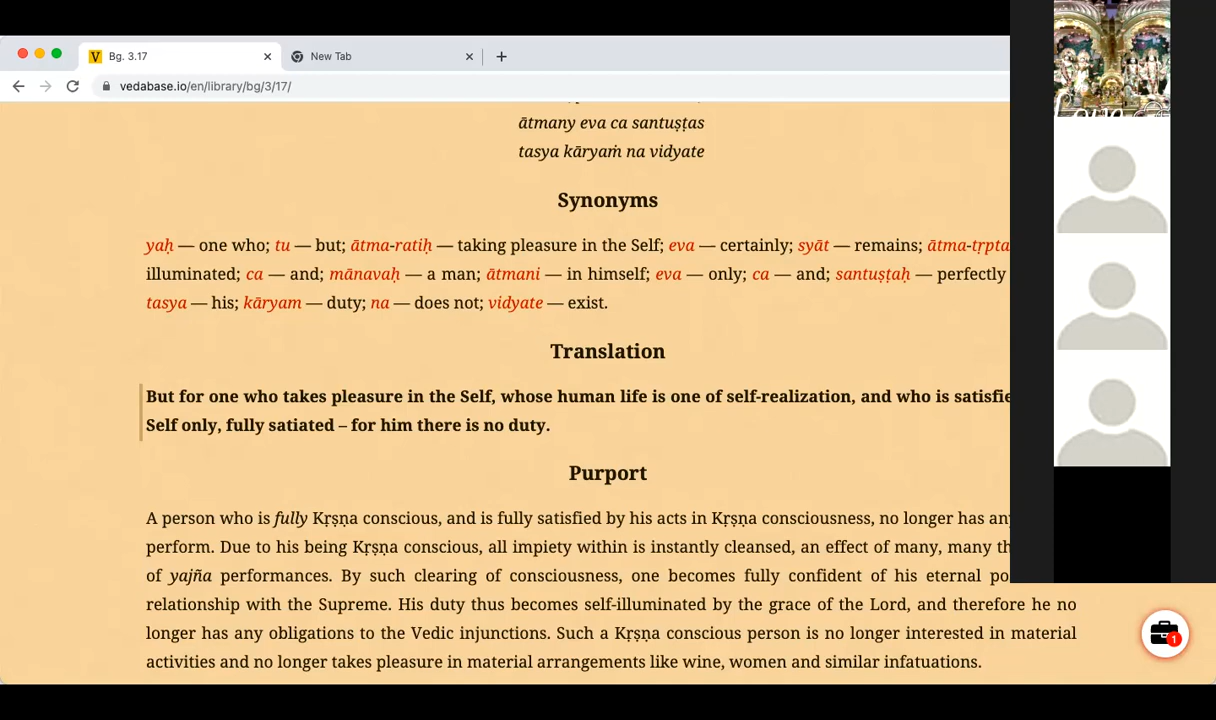 Bg. 3.17
New Tab
vedabase.io/en/library/bg/3/17/
ātmany eva ca santuṣṭas
tasya kāryaṁ na vidyate
Synonyms
yaḥ — one who; tu — but; ātma-ratiḥ — taking pleasure in the Self; eva — certainly; syāt — remains; ātma-tṛpta
illuminated; ca — and; mānavaḥ — a man; ātmani — in himself; eva — only; ca — and; santuṣṭaḥ — perfectly
tasya — his; kāryam — duty; na — does not; vidyate — exist.
Translation
But for one who takes pleasure in the Self, whose human life is one of self-realization, and who is satisfie
Self only, fully satiated – for him there is no duty.
Purport
A person who is fully Kṛṣṇa conscious, and is fully satisfied by his acts in Kṛṣṇa consciousness, no longer has
perform. Due to his being Kṛṣṇa conscious, all impiety within is instantly cleansed, an effect of many, many th
of yajña performances. By such clearing of consciousness, one becomes fully confident of his eternal po
relationship with the Supreme. His duty thus becomes self-illuminated by the grace of the Lord, and therefore he no
longer has any obligations to the Vedic injunctions. Such a Kṛṣṇa conscious person is no longer interested in material
activities and no longer takes pleasure in material arrangements like wine, women and similar infatuations.
1